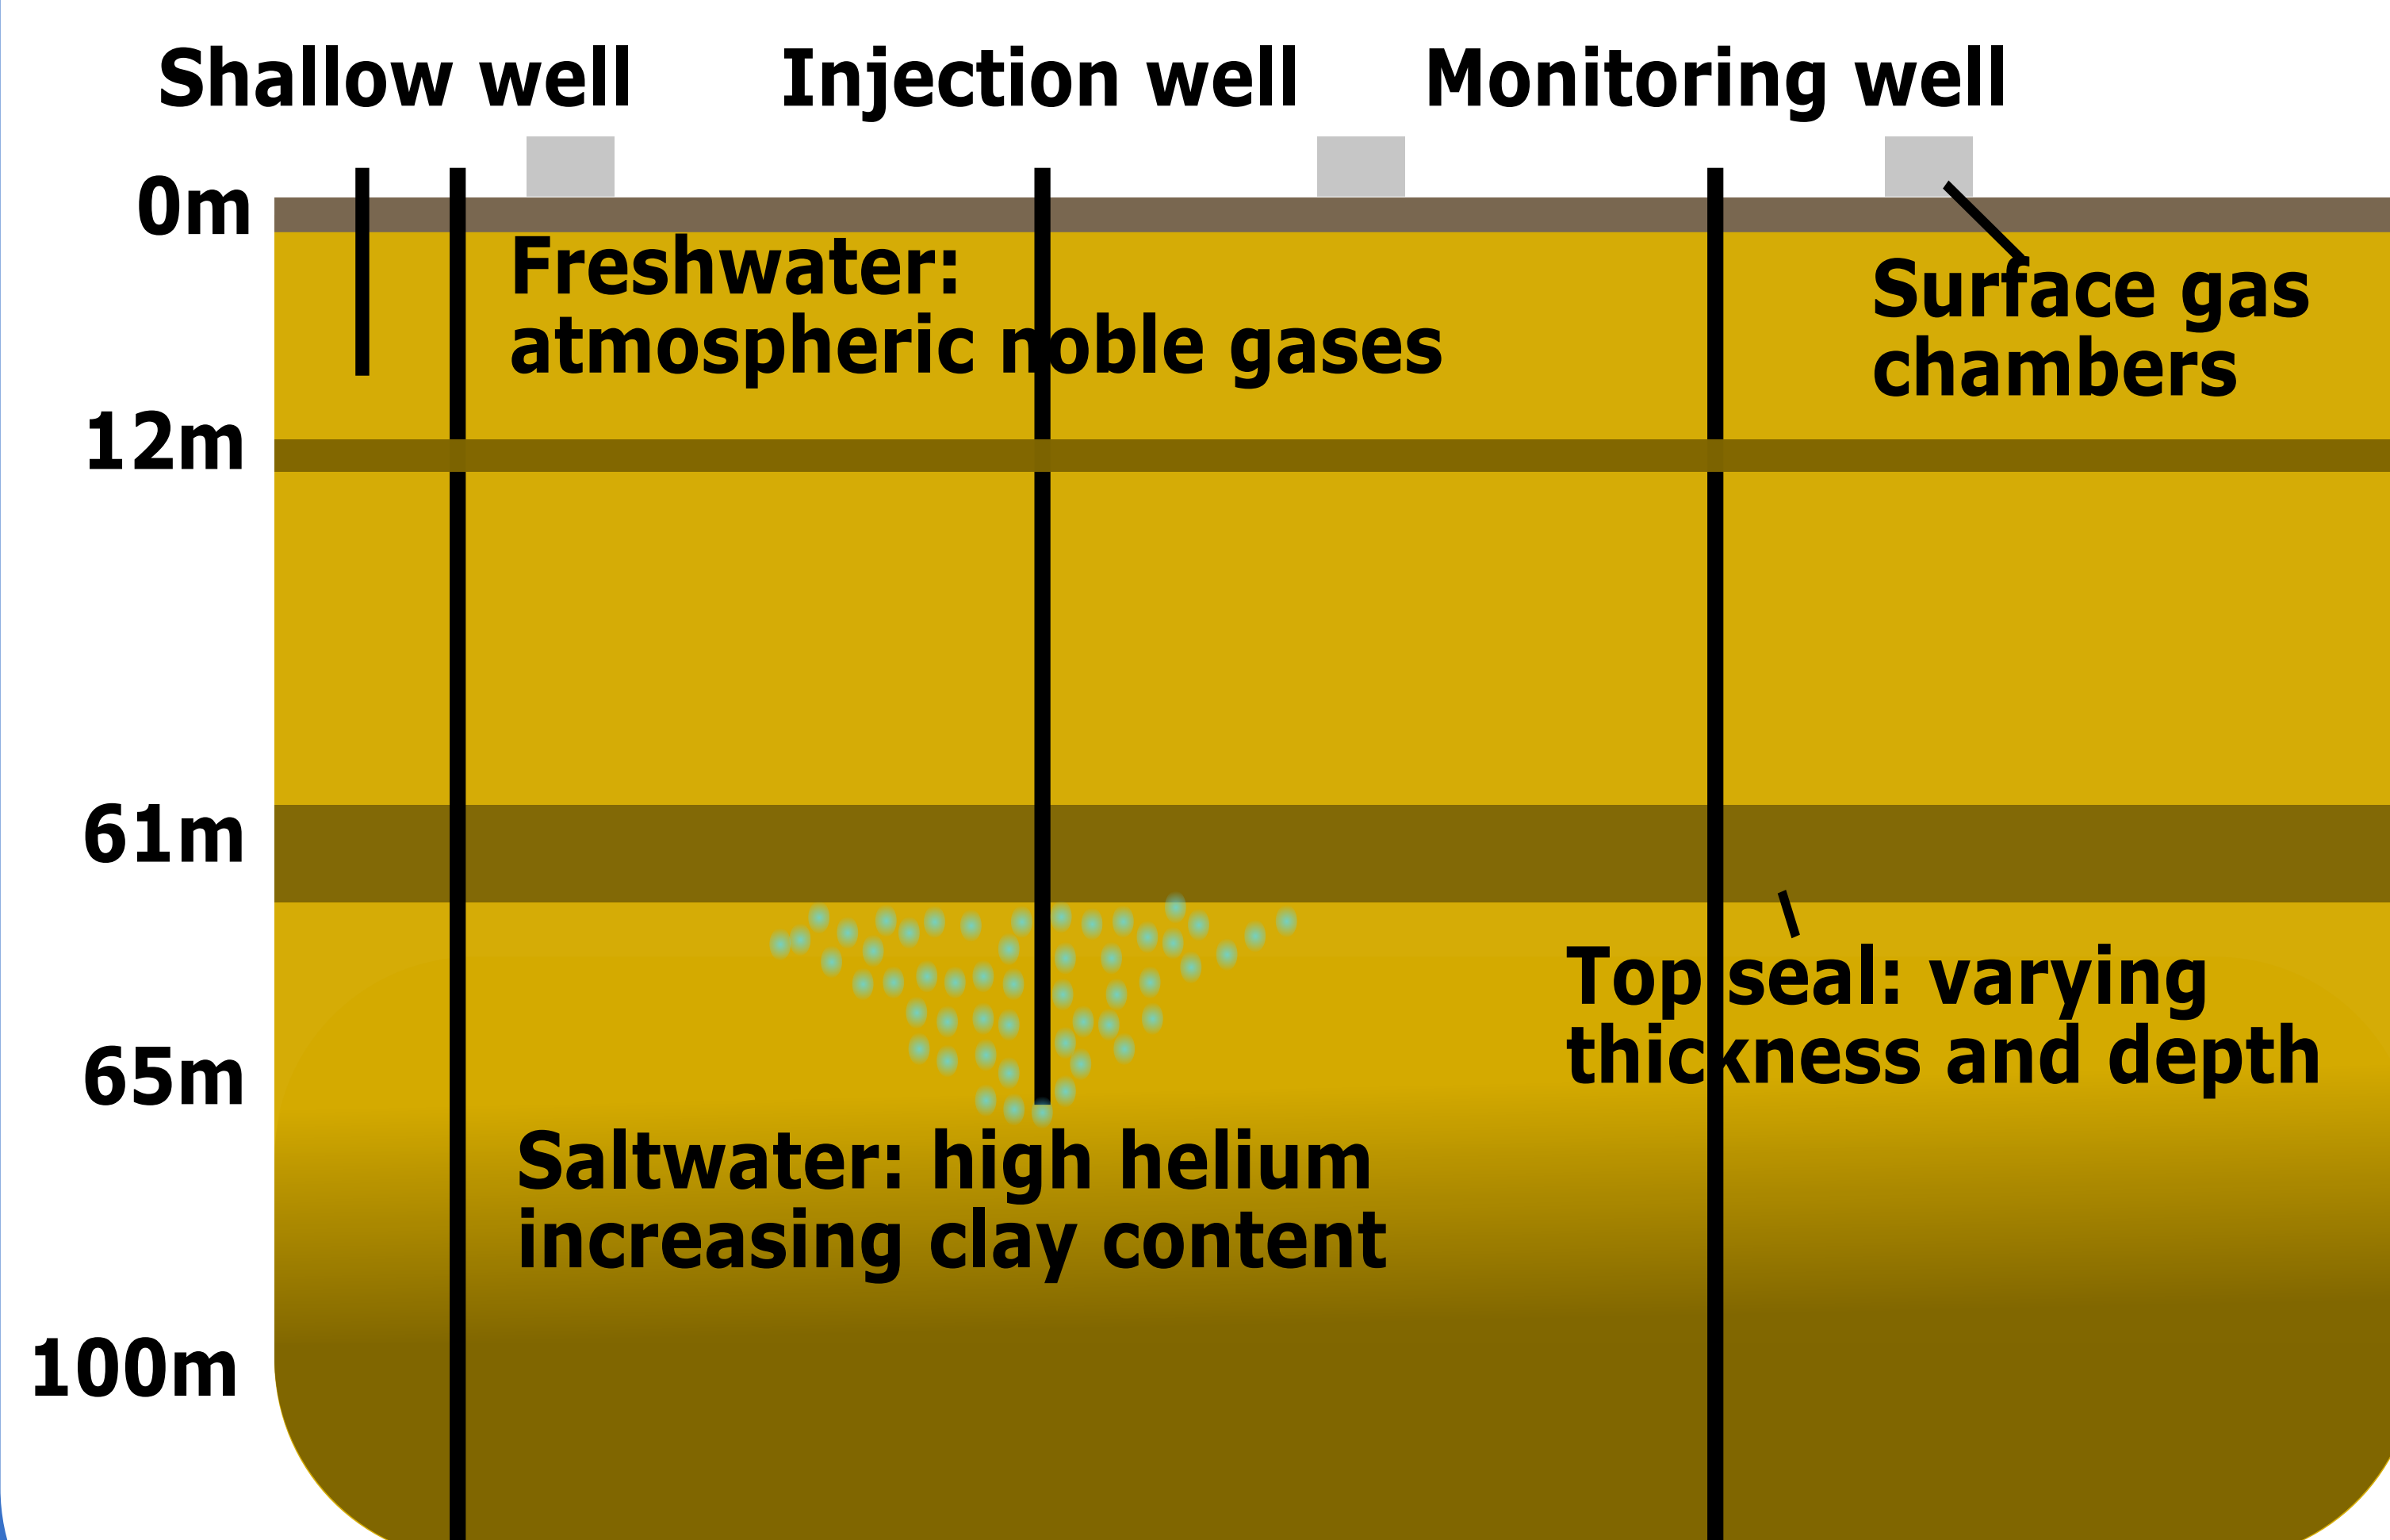 Shallow well
Injection well
Monitoring well
0m
Freshwater:
atmospheric noble gases
Surface gas
chambers
12m
61m
Top seal: varying
thickness and depth
65m
Saltwater: high helium
increasing clay content
100m